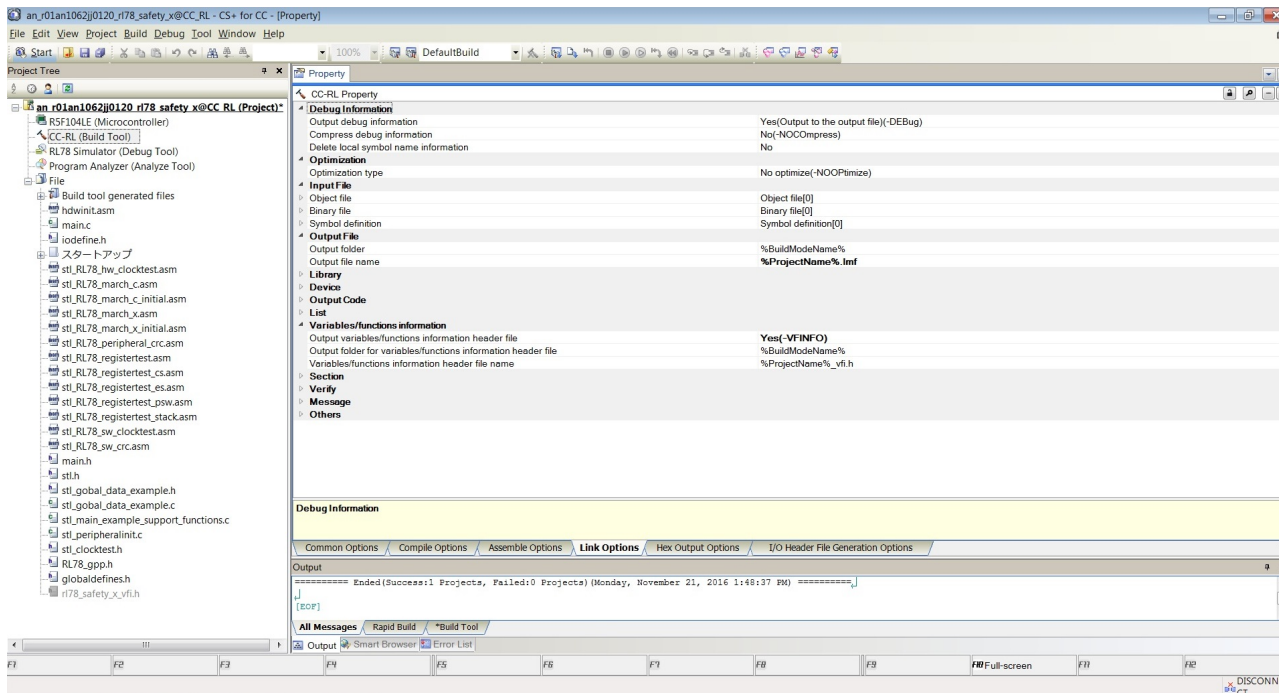 an_r01an1062jj0120_rl78_safety_x@CC_RL - CS+ for CC - [Property]
File Edit View Project Build Debug Tool Window Help
Start 100% DefaultBuild
Project Tree
an_r01an1062jj0120_rl78_safety_x@CC_RL (Project)*
R5F104LE (Microcontroller)
CC-RL (Build Tool)
RL78 Simulator (Debug Tool)
Program Analyzer (Analyze Tool)
File
Build tool generated files
hdwinit.asm
main.c
iodefine.h
スタートアップ
stl_RL78_hw_clocktest.asm
stl_RL78_march_c.asm
stl_RL78_march_c_initial.asm
stl_RL78_march_x.asm
stl_RL78_march_x_initial.asm
stl_RL78_peripheral_crc.asm
stl_RL78_registertest.asm
stl_RL78_registertest_cs.asm
stl_RL78_registertest_es.asm
stl_RL78_registertest_psw.asm
stl_RL78_registertest_stack.asm
stl_RL78_sw_clocktest.asm
stl_RL78_sw_crc.asm
main.h
stl.h
stl_gobal_data_example.h
stl_gobal_data_example.c
stl_main_example_support_functions.c
stl_peripheralinit.c
stl_clocktest.h
RL78_gpp.h
globaldefines.h
rl78_safety_x_vfi.h
Property
CC-RL Property
Debug Information
Output debug information Yes(Output to the output file)(-DEBug)
Compress debug information No(-NOCOmpress)
Delete local symbol name information No
Optimization
Optimization type No optimize(-NOOPtimize)
Input File
Object file Object file[0]
Binary file Binary file[0]
Symbol definition Symbol definition[0]
Output File
Output folder %BuildModeName%
Output file name %ProjectName%.lmf
Library
Device
Output Code
List
Variables/functions information
Output variables/functions information header file Yes(-VFINFO)
Output folder for variables/functions information header file %BuildModeName%
Variables/functions information header file name %ProjectName%_vfi.h
Section
Verify
Message
Others
Debug Information
Common Options Compile Options Assemble Options Link Options Hex Output Options I/O Header File Generation Options
Output
========== Ended(Success:1 Projects, Failed:0 Projects)(Monday, November 21, 2016 1:48:37 PM) ==========
[EOF]
All Messages Rapid Build *Build Tool
Output Smart Browser Error List
F1 F2 F3 F4 F5 F6 F7 F8 F9 F10 Full-screen F11 F12
DISCONN